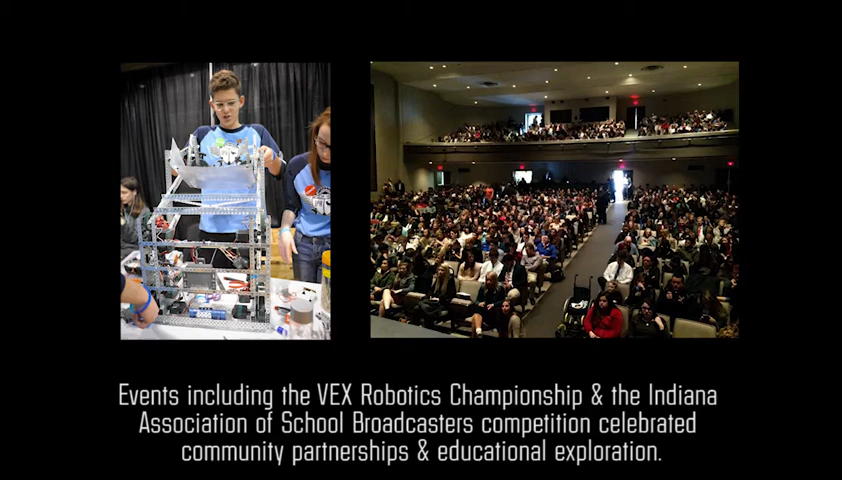 Events including the VEX Robotics Championship & the Indiana
Association of School Broadcasters competition celebrated
community partnerships & educational exploration.